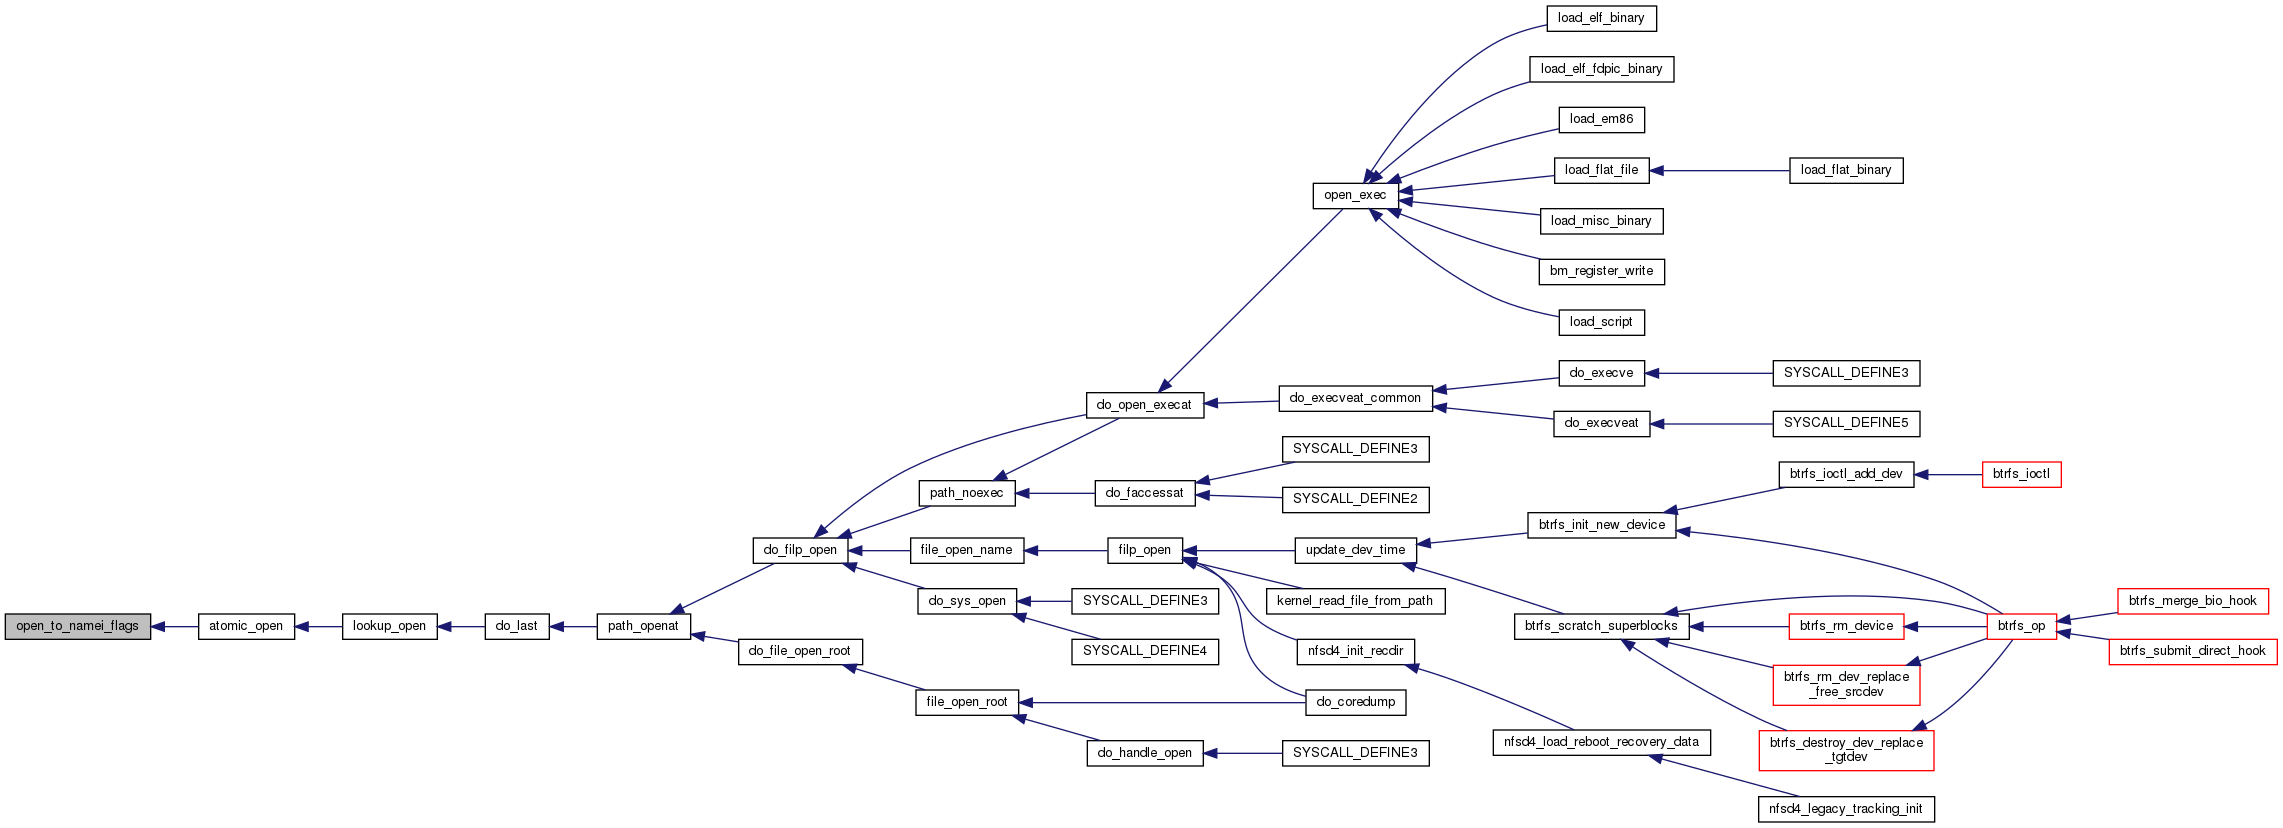 load_elf_binary
load_elf_fdpic_binary
load_em86
load_flat_file
load_flat_binary
open_exec
load_misc_binary
bm_register_write
load_script
do_execve
SYSCALL_DEFINE3
do_open_execat
do_execveat_common
do_execveat
SYSCALL_DEFINE5
SYSCALL_DEFINE3
btrfs_ioctl_add_dev
btrfs_ioctl
path_noexec
do_faccessat
SYSCALL_DEFINE2
btrfs_init_new_device
do_filp_open
file_open_name
filp_open
update_dev_time
do_sys_open
SYSCALL_DEFINE3
kernel_read_file_from_path
btrfs_merge_bio_hook
open_to_namei_flags
atomic_open
lookup_open
do_last
path_openat
btrfs_scratch_superblocks
btrfs_rm_device
btrfs_op
do_file_open_root
SYSCALL_DEFINE4
nfsd4_init_recdir
btrfs_submit_direct_hook
btrfs_rm_dev_replace
_free_srcdev
file_open_root
do_coredump
nfsd4_load_reboot_recovery_data
btrfs_destroy_dev_replace
_tgtdev
do_handle_open
SYSCALL_DEFINE3
nfsd4_legacy_tracking_init